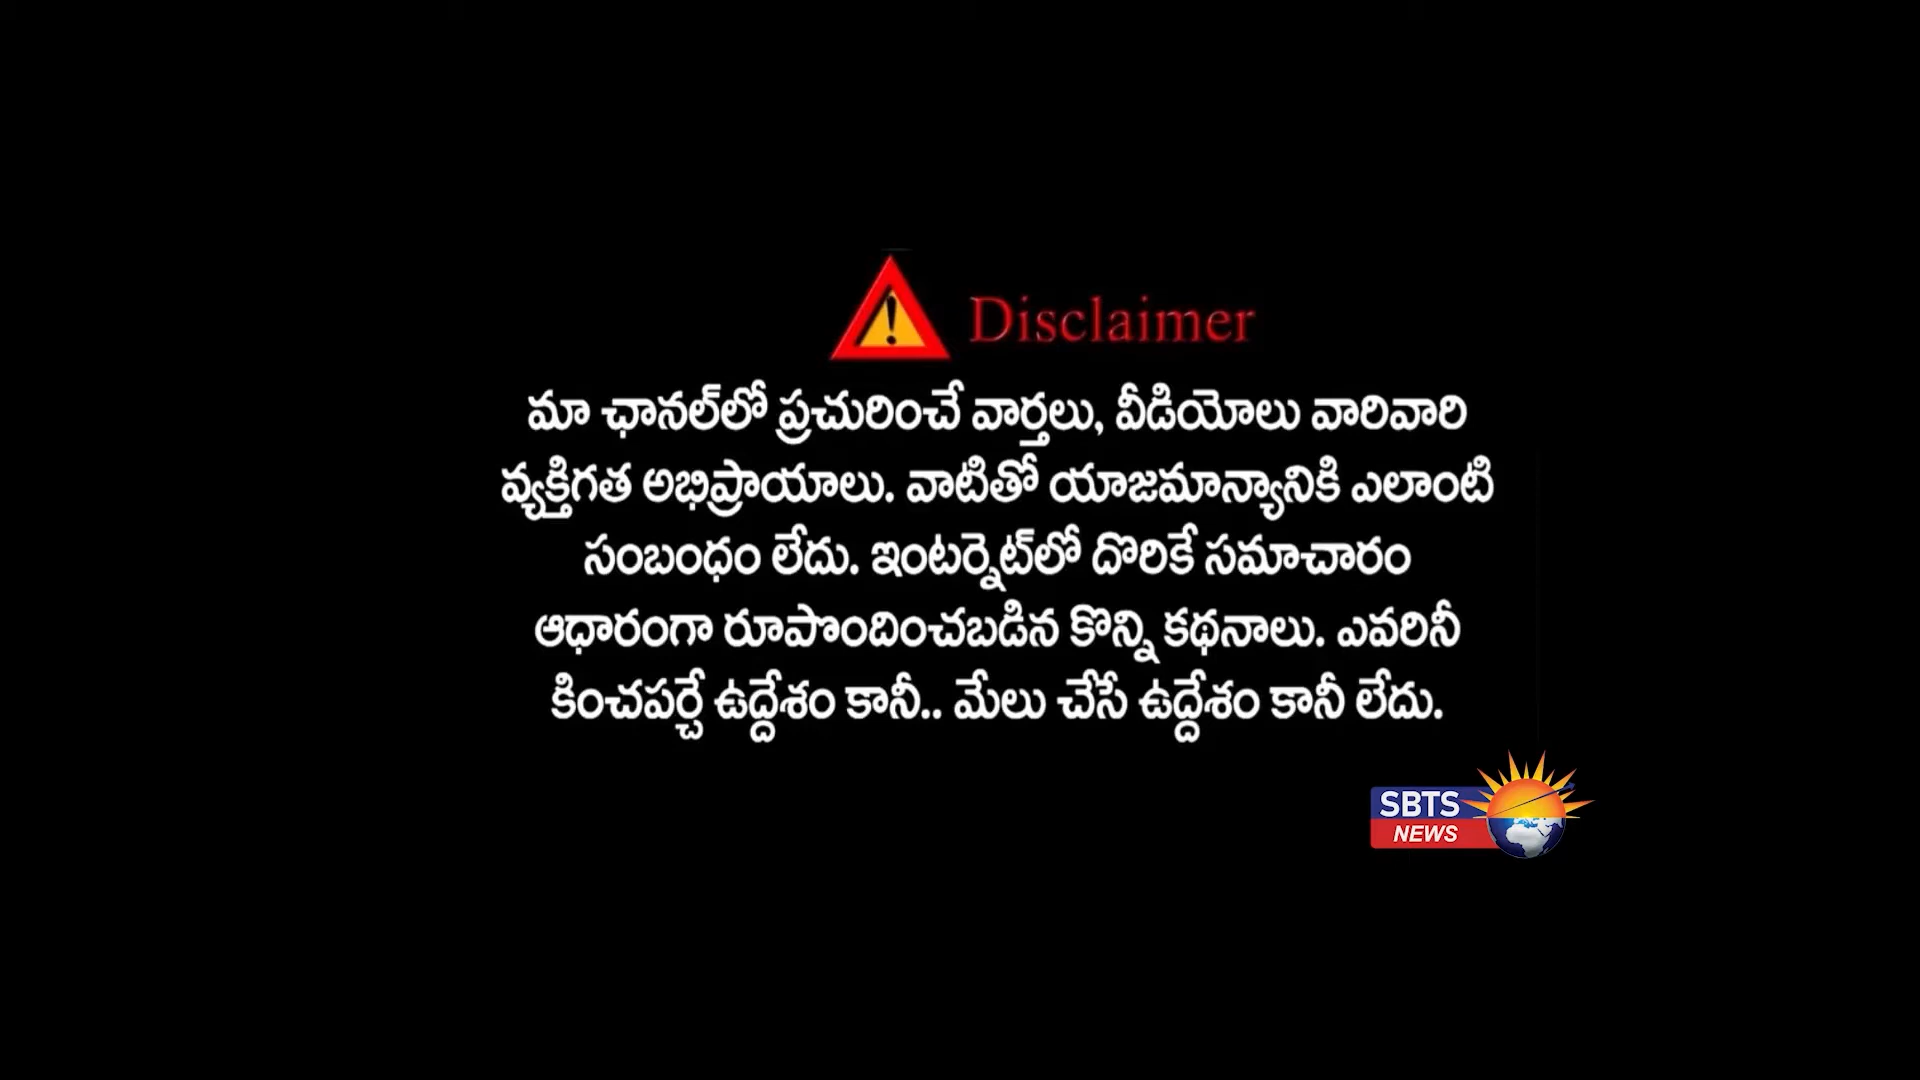 Disclaimer
మా ఛానల్‌లో ప్రచురించే వార్తలు, వీడియోలు వారివారి
వ్యక్తిగత అభిప్రాయాలు. వాటితో యాజమాన్యానికి ఎలాంటి
సంబంధం లేదు. ఇంటర్నెట్‌లో దొరికే సమాచారం
ఆధారంగా రూపొందించబడిన కొన్ని కథనాలు. ఎవరినీ
కించపర్చే ఉద్దేశం కానీ.. మేలు చేసే ఉద్దేశం కానీ లేదు.
SBTS
NEWS